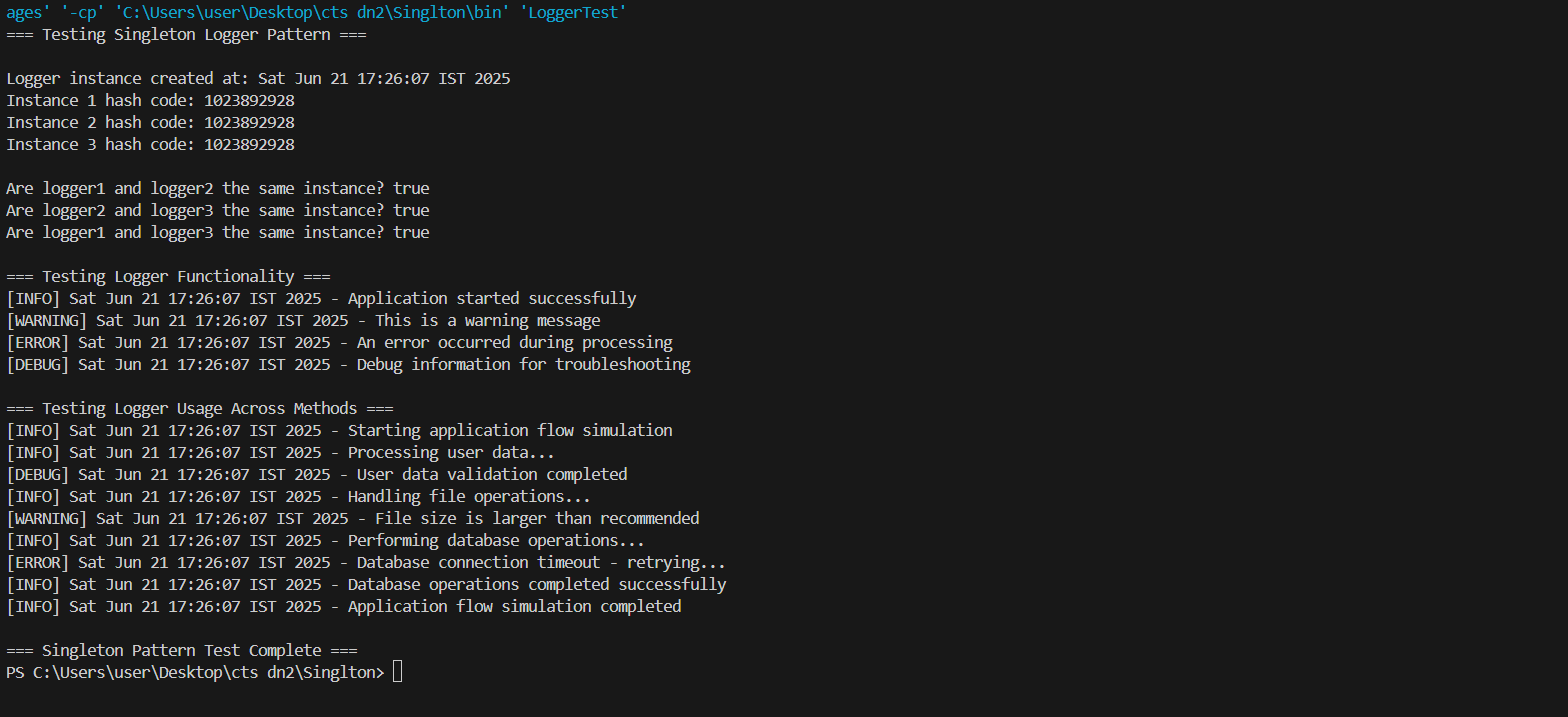 ages' '-cp' 'C:\Users\user\Desktop\cts dn2\Singlton\bin' 'LoggerTest'
=== Testing Singleton Logger Pattern ===
Logger instance created at: Sat Jun 21 17:26:07 IST 2025
Instance 1 hash code: 1023892928
Instance 2 hash code: 1023892928
Instance 3 hash code: 1023892928
Are logger1 and logger2 the same instance? true
Are logger2 and logger3 the same instance? true
Are logger1 and logger3 the same instance? true
=== Testing Logger Functionality ===
[INFO] Sat Jun 21 17:26:07 IST 2025 - Application started successfully
[WARNING] Sat Jun 21 17:26:07 IST 2025 - This is a warning message
[ERROR] Sat Jun 21 17:26:07 IST 2025 - An error occurred during processing
[DEBUG] Sat Jun 21 17:26:07 IST 2025 - Debug information for troubleshooting
=== Testing Logger Usage Across Methods ===
[INFO] Sat Jun 21 17:26:07 IST 2025 - Starting application flow simulation
[INFO] Sat Jun 21 17:26:07 IST 2025 - Processing user data...
[DEBUG] Sat Jun 21 17:26:07 IST 2025 - User data validation completed
[INFO] Sat Jun 21 17:26:07 IST 2025 - Handling file operations...
[WARNING] Sat Jun 21 17:26:07 IST 2025 - File size is larger than recommended
[INFO] Sat Jun 21 17:26:07 IST 2025 - Performing database operations...
[ERROR] Sat Jun 21 17:26:07 IST 2025 - Database connection timeout - retrying...
[INFO] Sat Jun 21 17:26:07 IST 2025 - Database operations completed successfully
[INFO] Sat Jun 21 17:26:07 IST 2025 - Application flow simulation completed
=== Singleton Pattern Test Complete ===
PS C:\Users\user\Desktop\cts dn2\Singlton>